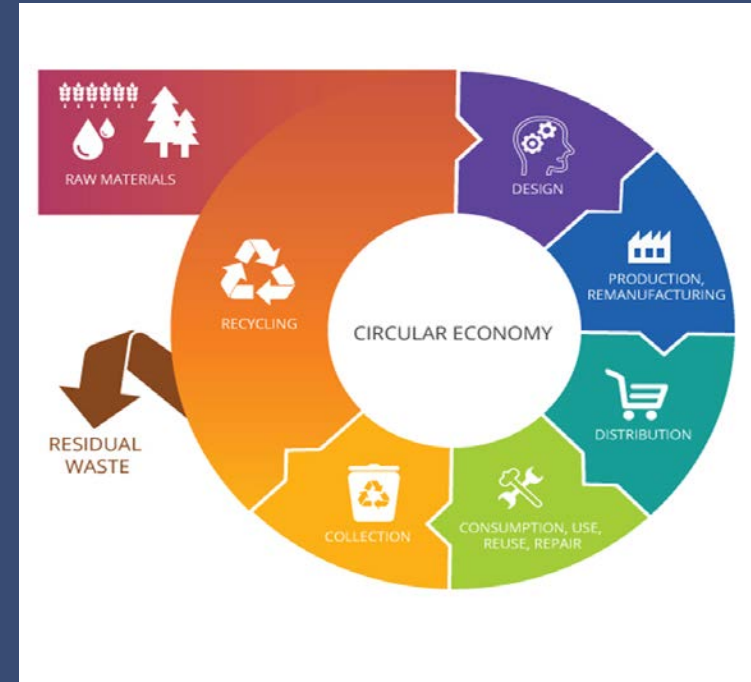 RAW MATERIALS
DESIGN
PRODUCTION,
REMANUFACTURING
RECYCLING
CIRCULAR ECONOMY
DISTRIBUTION
RESIDUAL
WASTE
COLLECTION
CONSUMPTION, USE,
REUSE, REPAIR